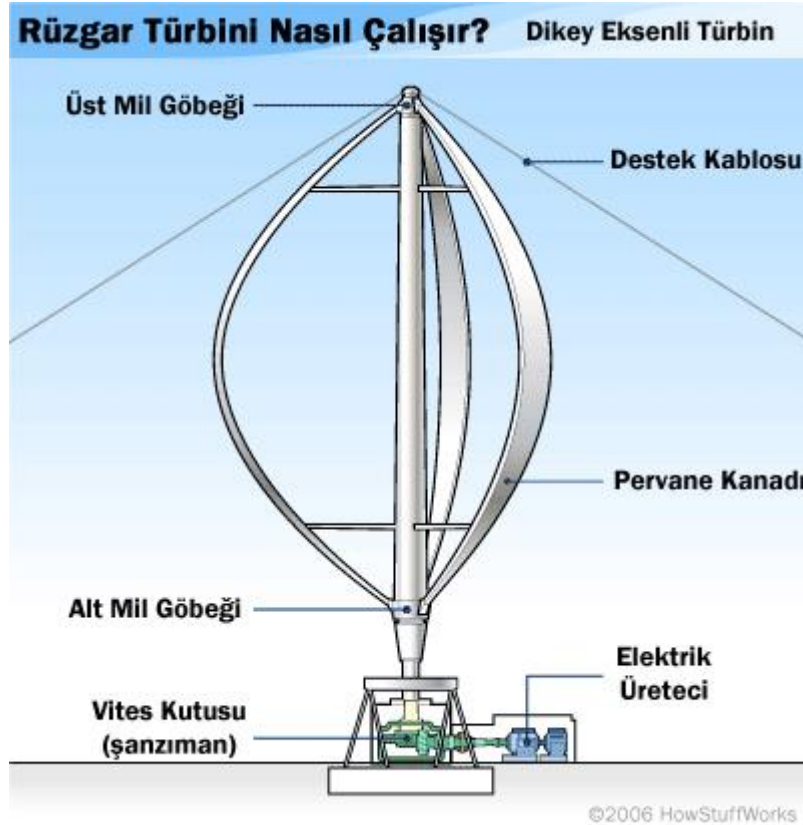 Rüzgar Türbini Nasıl Çalışır? Dikey Eksenli Türbin
Üst Mil Göbeği
Destek Kablosu
Pervane Kanadı
Alt Mil Göbeği
Elektrik
Üreteci
Vites Kutusu
(şanzıman)
©2006 HowStuffWorks